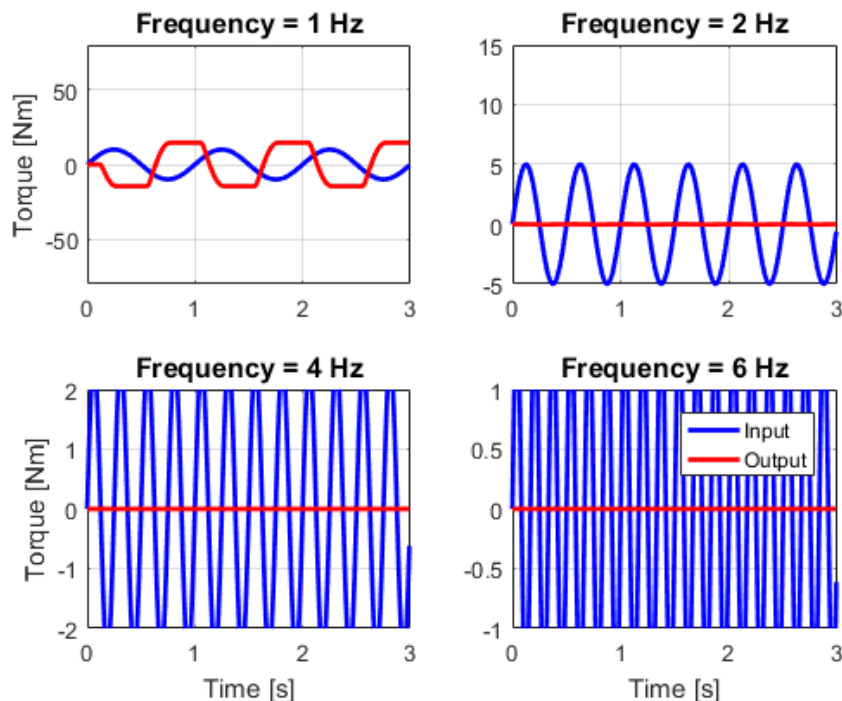 Frequency = 1 Hz
Torque [Nm]
50
0
-50
0 1 2 3
Frequency = 2 Hz
15
10
5
0
-5
0 1 2 3
Frequency = 4 Hz
Torque [Nm]
2
1
0
-1
-2
0 1 2 3
Time [s]
Frequency = 6 Hz
1
0.5
0
-0.5
-1
Input
Output
0 1 2 3
Time [s]